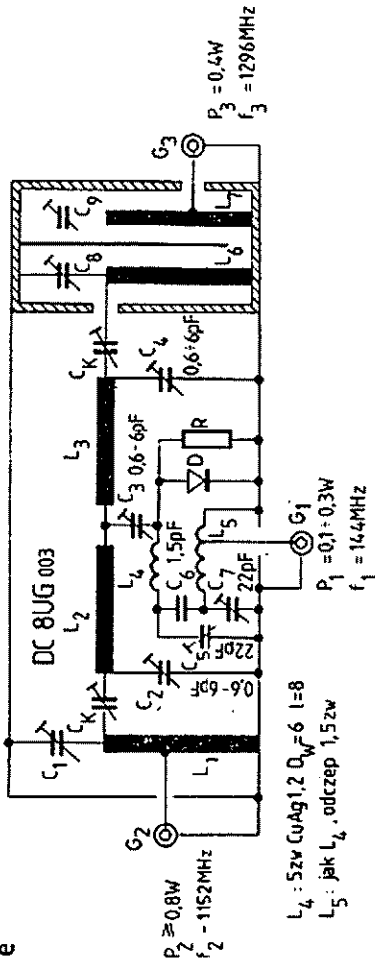 e
DC 8UG 003
C₁
C_K
L₂
L₃
C_K
C₈
C₉
L₁
C₂
0,6-6pF
C₃ 0,6-6pF
C₄
0,6÷6pF
L₄
1,5pF
C₆
C₅
22pF
C₇
22pF
L₅
D
R
L₆
L₇
G₂
P₂ ≥ 0,8W
f₂ - 1152MHz
G₁
P₁ = 0,1÷0,3W
f₁ = 144MHz
G₃
P₃ = 0,4W
f₃ = 1296MHz
L₄ : 5zw CuAg1,2 D_W=6 l=8
L₅ : jak L₄, odczep 1,5zw